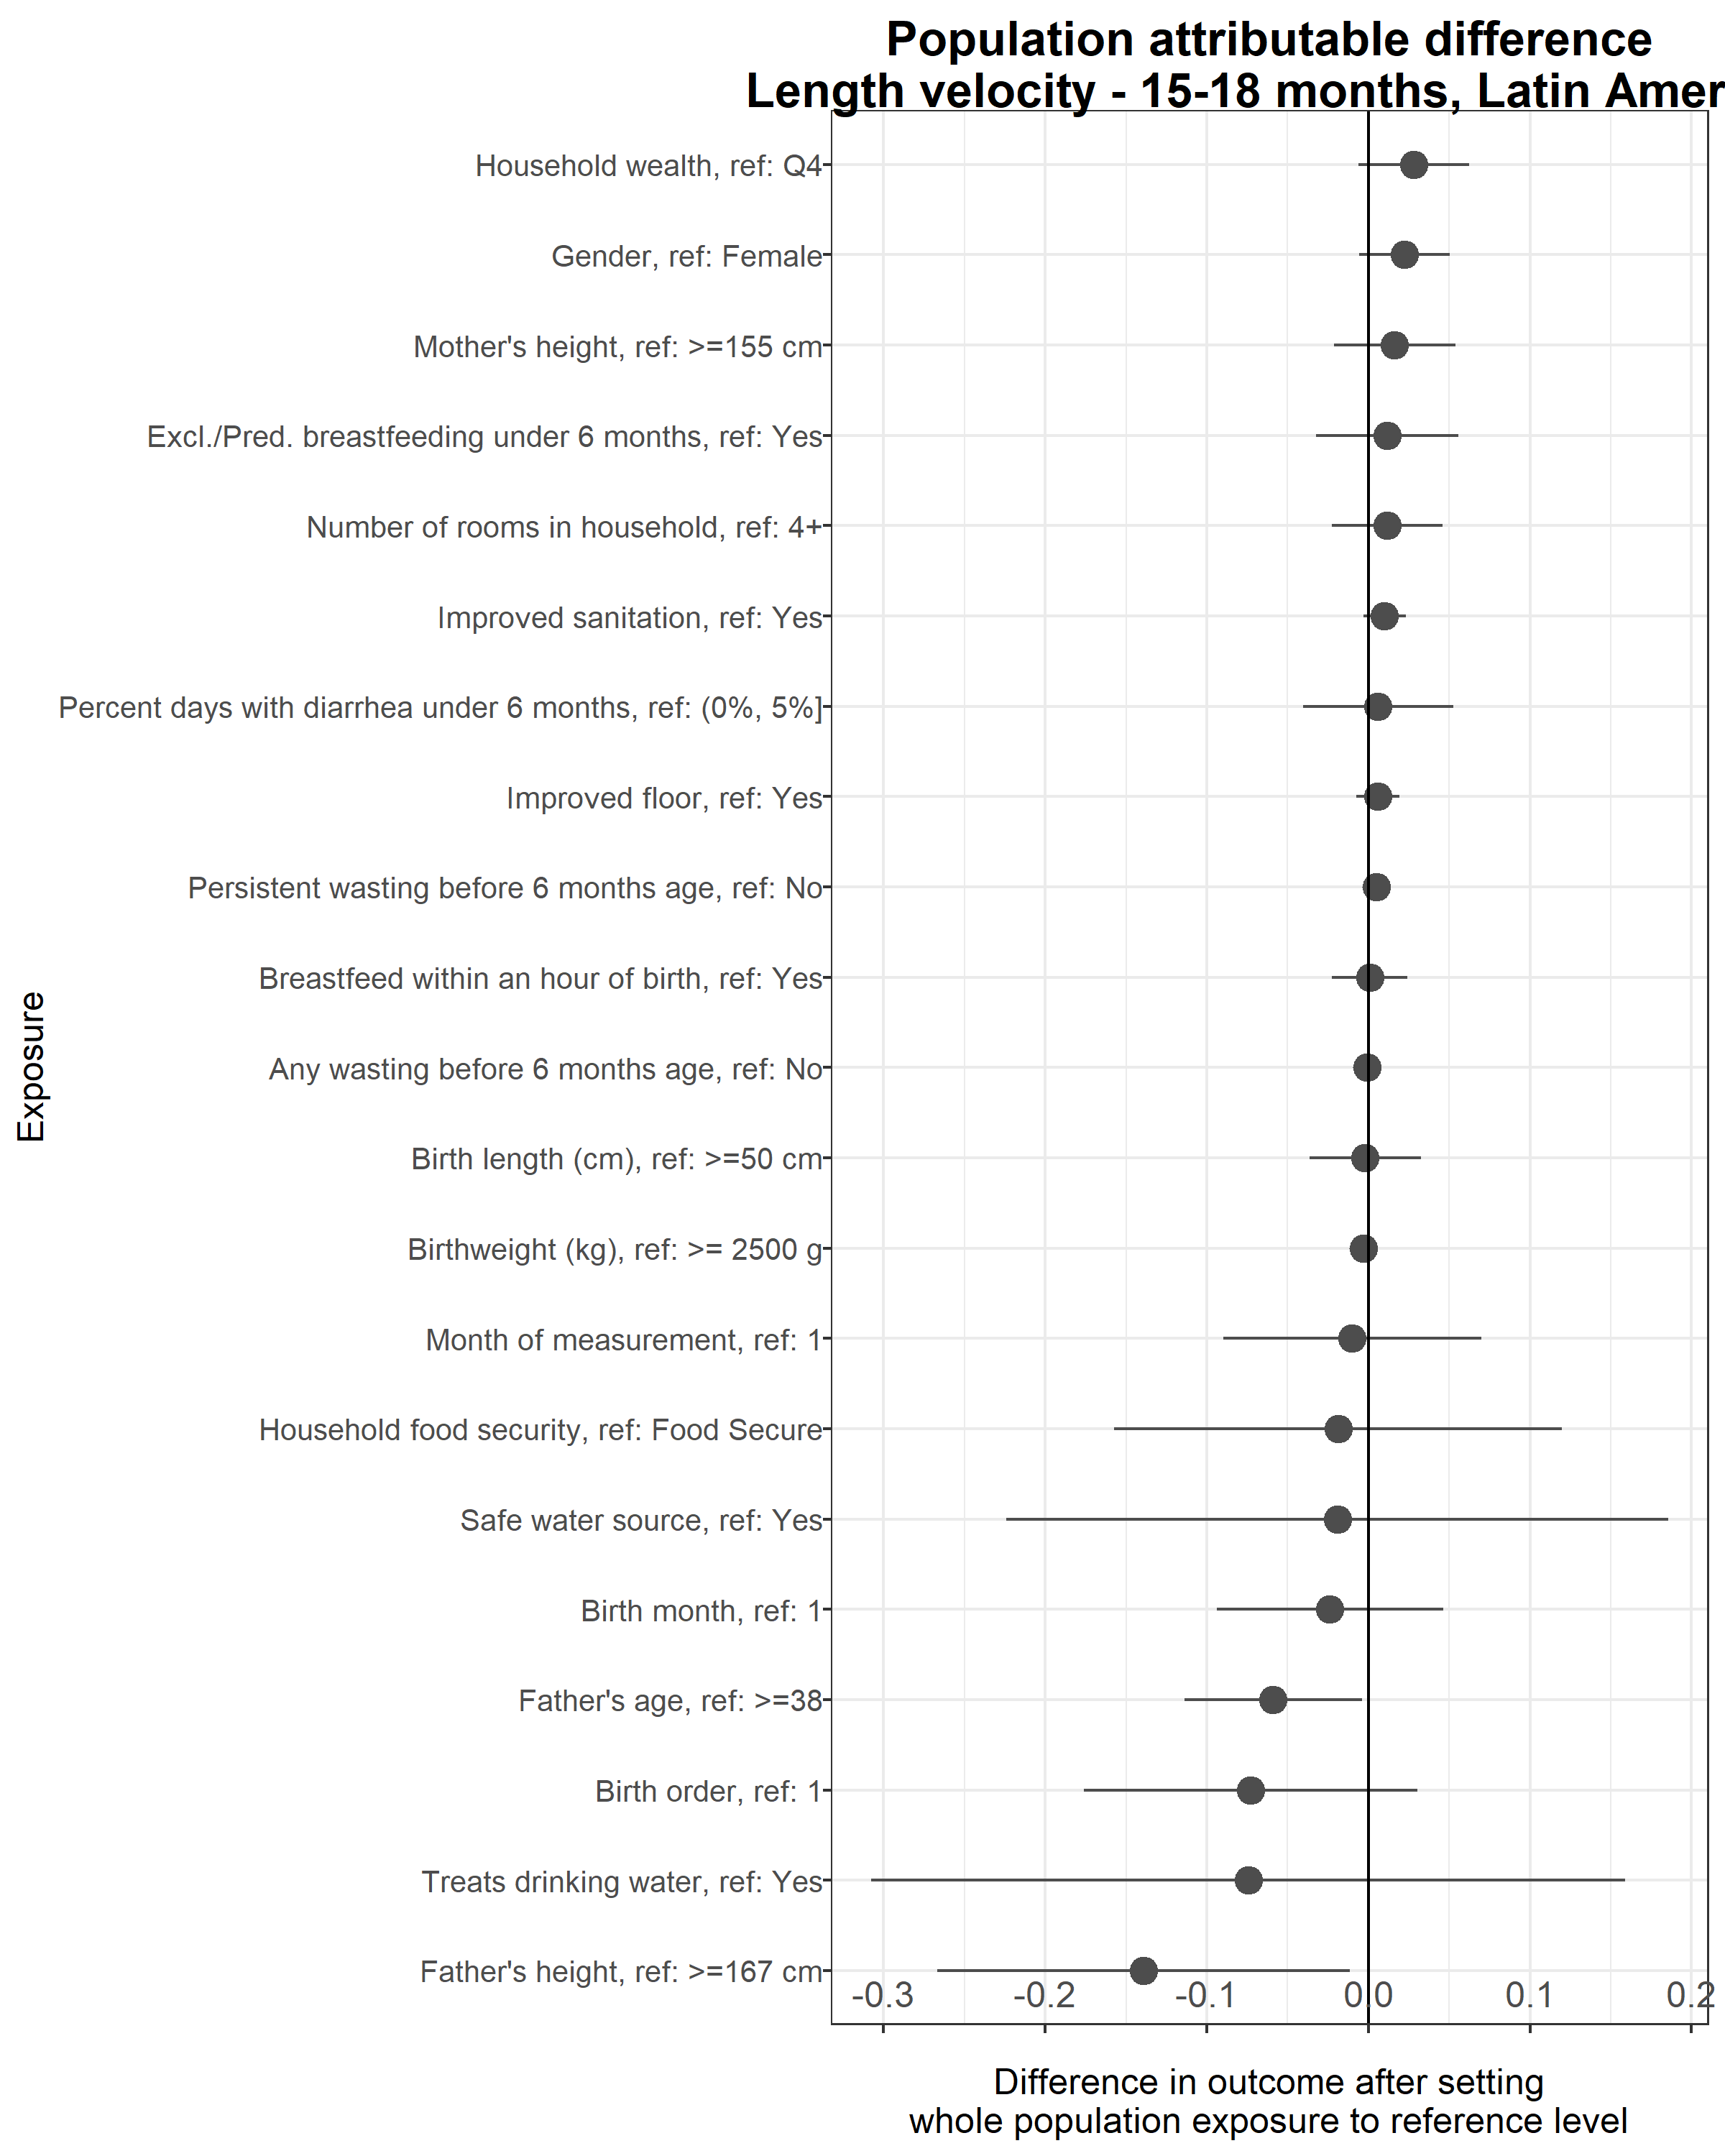 Population attributable difference
Length velocity - 15-18 months, Latin Amer
Household wealth, ref: Q4
Gender, ref: Female
Mother's height, ref: >=155 cm
Excl./Pred. breastfeeding under 6 months, ref: Yes
Number of rooms in household, ref: 4+
Improved sanitation, ref: Yes
Percent days with diarrhea under 6 months, ref: (0%, 5%]
Improved floor, ref: Yes
Persistent wasting before 6 months age, ref: No
Breastfeed within an hour of birth, ref: Yes
Any wasting before 6 months age, ref: No
Birth length (cm), ref: >=50 cm
Birthweight (kg), ref: >= 2500 g
Month of measurement, ref: 1
Household food security, ref: Food Secure
Safe water source, ref: Yes
Birth month, ref: 1
Father's age, ref: >=38
Birth order, ref: 1
Treats drinking water, ref: Yes
Father's height, ref: >=167 cm
Exposure
-0.3 -0.2 -0.1 0.0 0.1 0.2
Difference in outcome after setting
whole population exposure to reference level